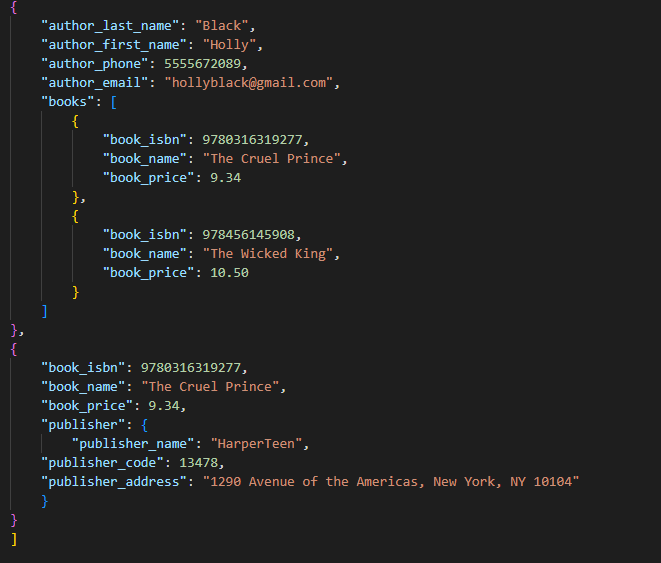 {
"author_last_name": "Black",
"author_first_name": "Holly",
"author_phone": 5555672089,
"author_email": "hollyblack@gmail.com",
"books": [
{
"book_isbn": 9780316319277,
"book_name": "The Cruel Prince",
"book_price": 9.34
},
{
"book_isbn": 978456145908,
"book_name": "The Wicked King",
"book_price": 10.50
}
]
},
{
"book_isbn": 9780316319277,
"book_name": "The Cruel Prince",
"book_price": 9.34,
"publisher": {
"publisher_name": "HarperTeen",
"publisher_code": 13478,
"publisher_address": "1290 Avenue of the Americas, New York, NY 10104"
}
}
]